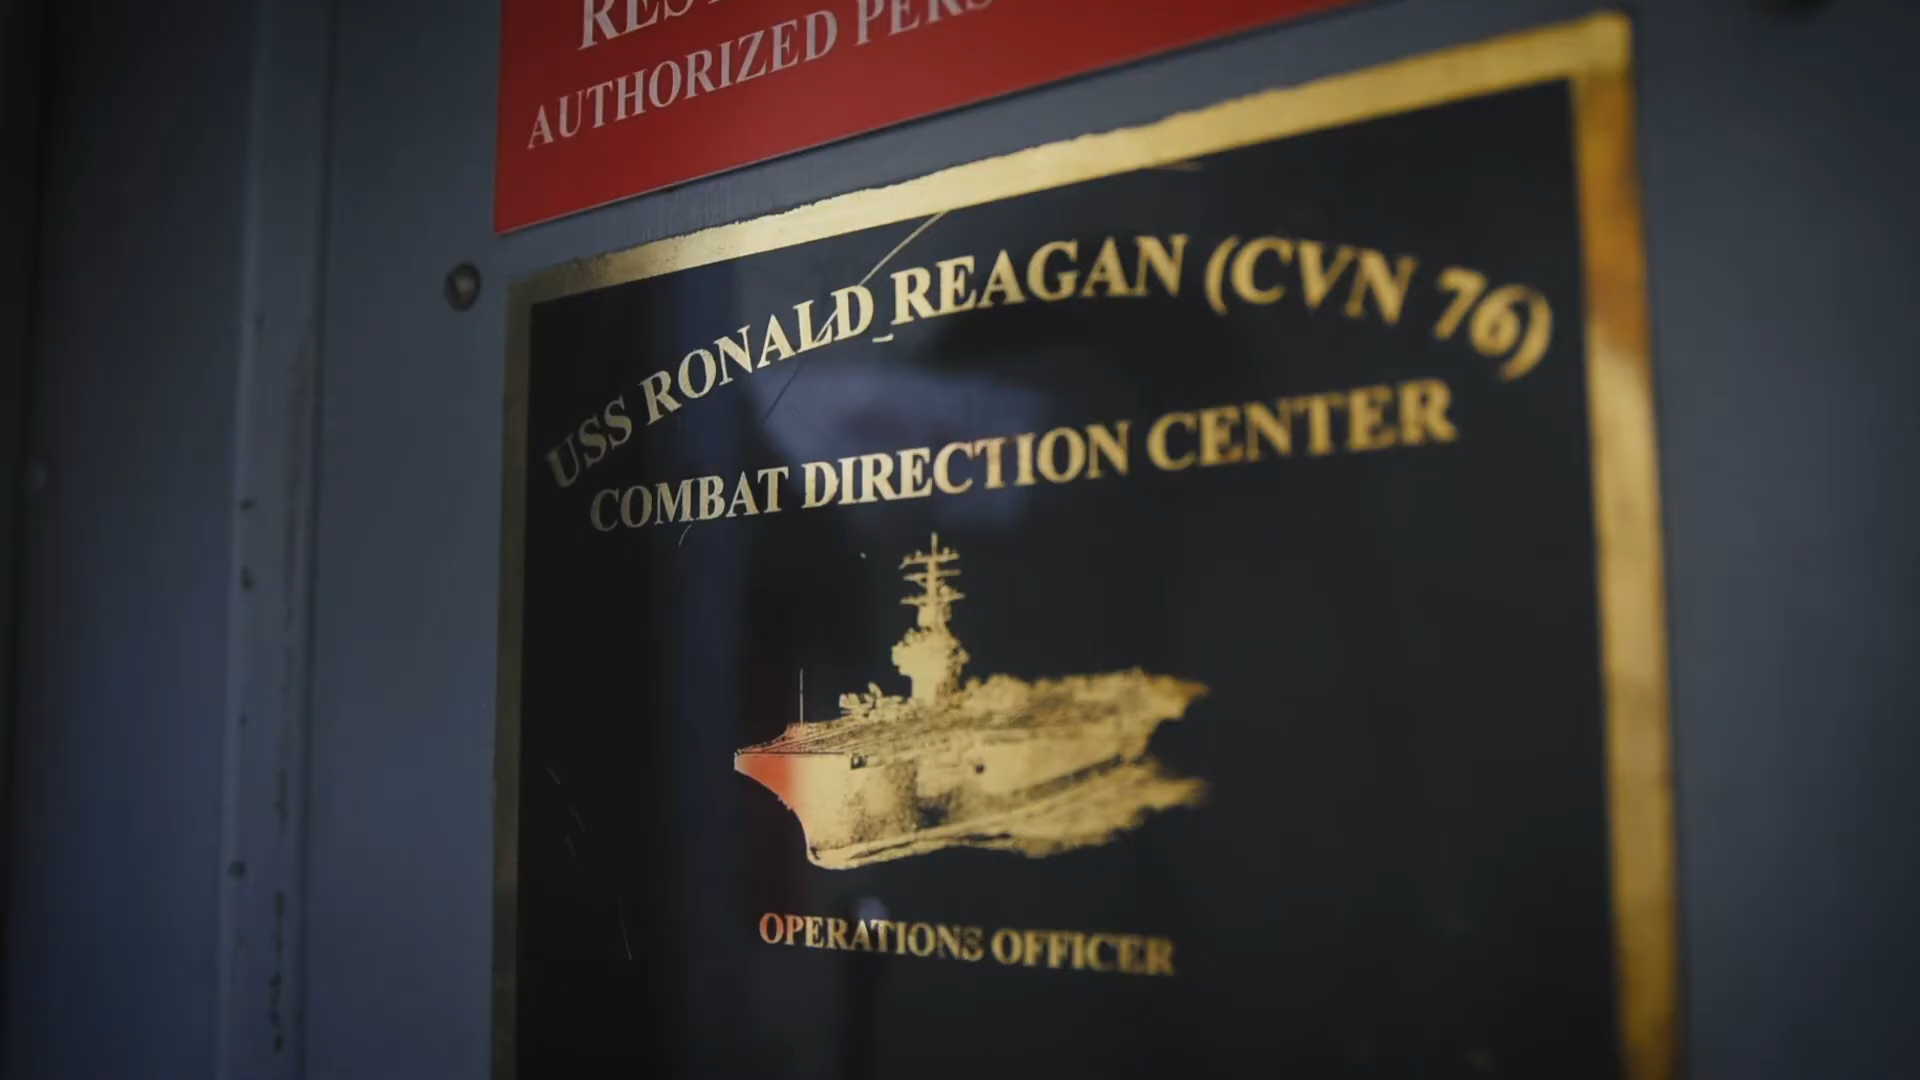 AUTHORIZED
USS RONALD REAGAN (CVN 76)
COMBAT DIRECTION CENTER
OPERATIONS OFFICER